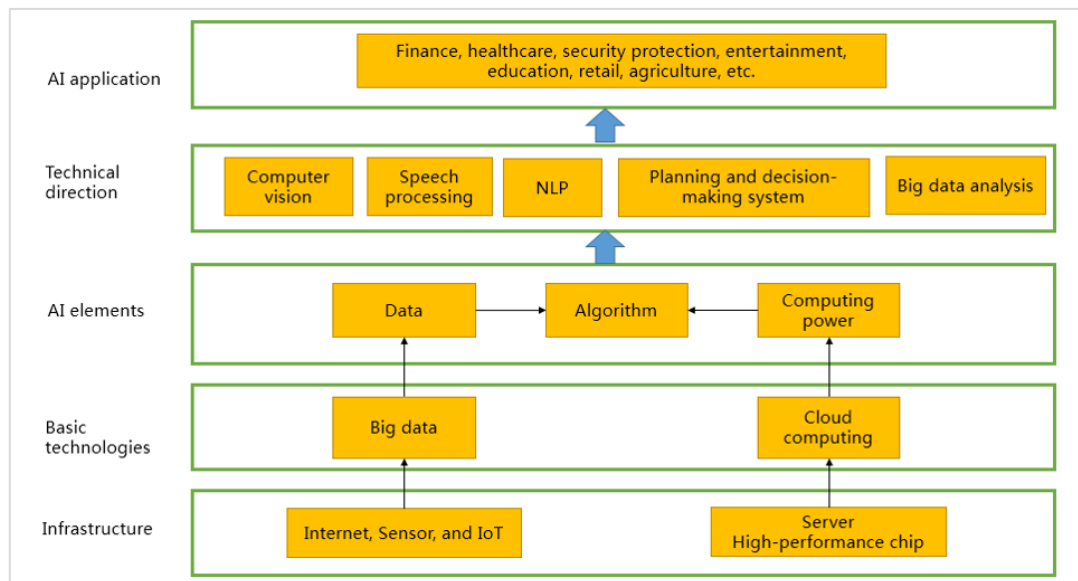 AI application
Finance, healthcare, security protection, entertainment,
education, retail, agriculture, etc.
Technical
direction
Computer
vision
Speech
processing
NLP
Planning and decision-
making system
Big data analysis
AI elements
Data
Algorithm
Computing
power
Basic
technologies
Big data
Cloud
computing
Infrastructure
Internet, Sensor, and IoT
Server
High-performance chip